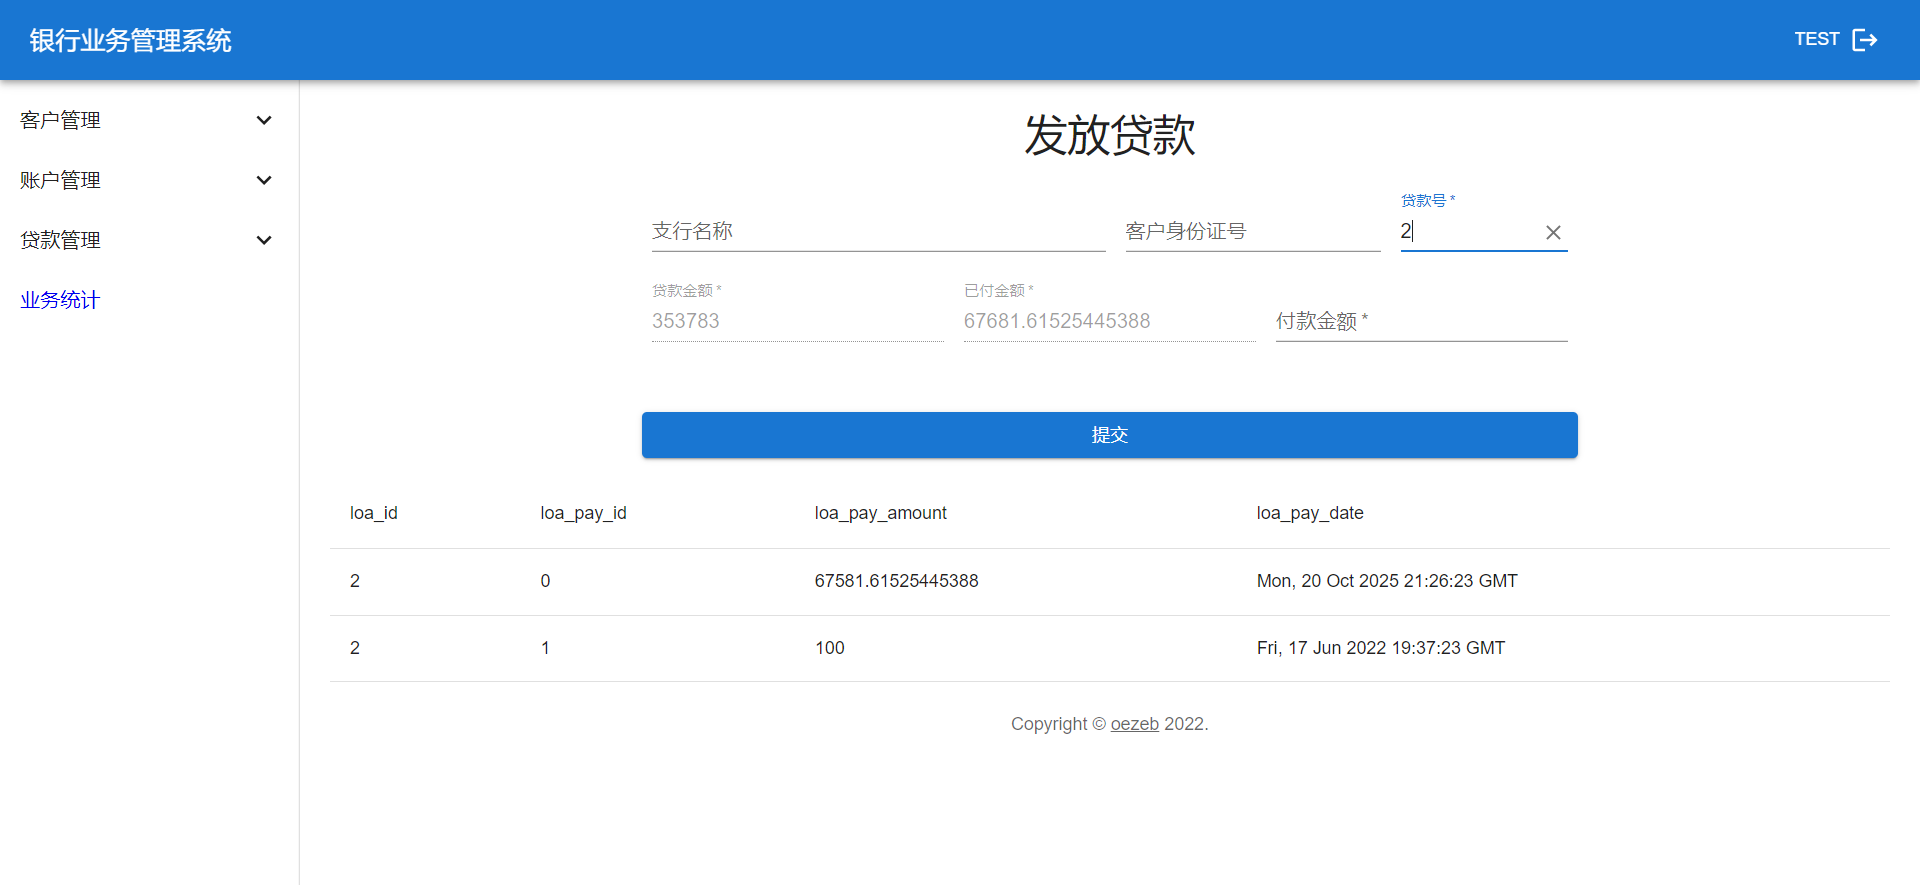 银行业务管理系统
TEST
客户管理
账户管理
贷款管理
业务统计
发放贷款
支行名称
客户身份证号
贷款号 *
2
贷款金额 *
353783
已付金额 *
67681.61525445388
付款金额 *
提交
loa_id loa_pay_id loa_pay_amount loa_pay_date
2 0 67581.61525445388 Mon, 20 Oct 2025 21:26:23 GMT
2 1 100 Fri, 17 Jun 2022 19:37:23 GMT
Copyright © oezeb 2022.